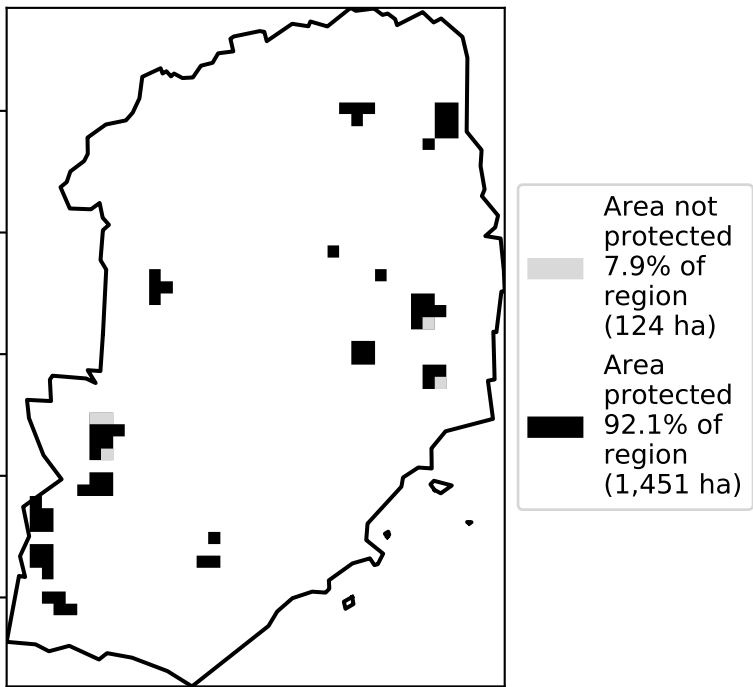 Area not
protected
7.9% of
region
(124 ha)
Area
protected
92.1% of
region
(1,451 ha)